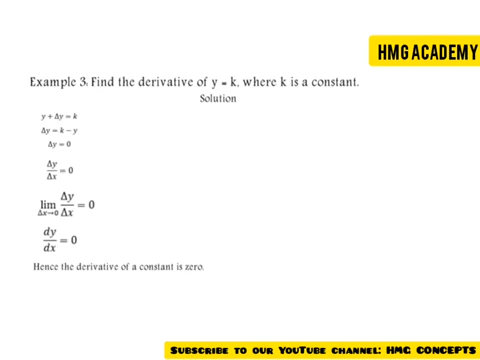 HMG ACADEMY
Example 3: Find the derivative of y = k, where k is a constant.
Solution
y + Δy = k
Δy = k − y
Δy = 0
Δy/Δx = 0
lim Δx→0 Δy/Δx = 0
dy/dx = 0
Hence the derivative of a constant is zero.
Subscribe to our YouTube channel: HMG Concepts